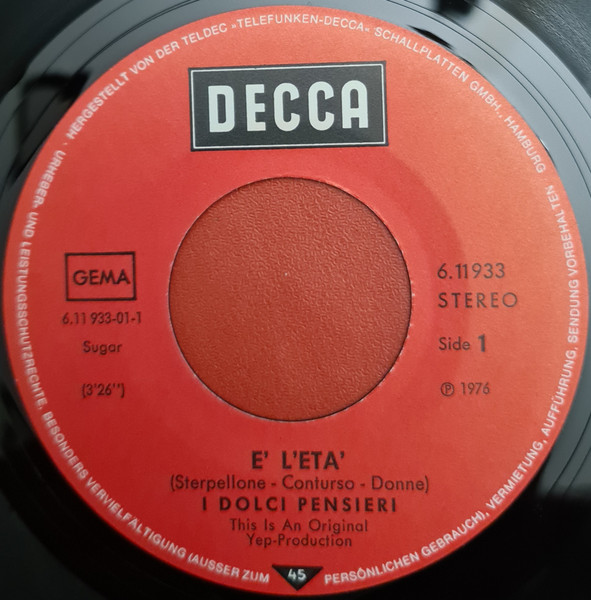 HERGESTELLT VON DER TELDEC »TELEFUNKEN-DECCA« SCHALLPLATTEN GMBH., HAMBURG
DECCA
GEMA
6.11 933-01-1
Sugar
(3'26")
6.11933
STEREO
Side 1
℗ 1976
E' L'ETA'
(Sterpellone - Conturso - Donne)
I DOLCI PENSIERI
This Is An Original
Yep-Production
URHEBER- UND LEISTUNGSSCHUTZRECHTE, BESONDERS VERVIELFÄLTIGUNG (AUSSER ZUM PERSÖNLICHEN GEBRAUCH), VERMIETUNG, AUFFÜHRUNG, SENDUNG VORBEHALTEN
45